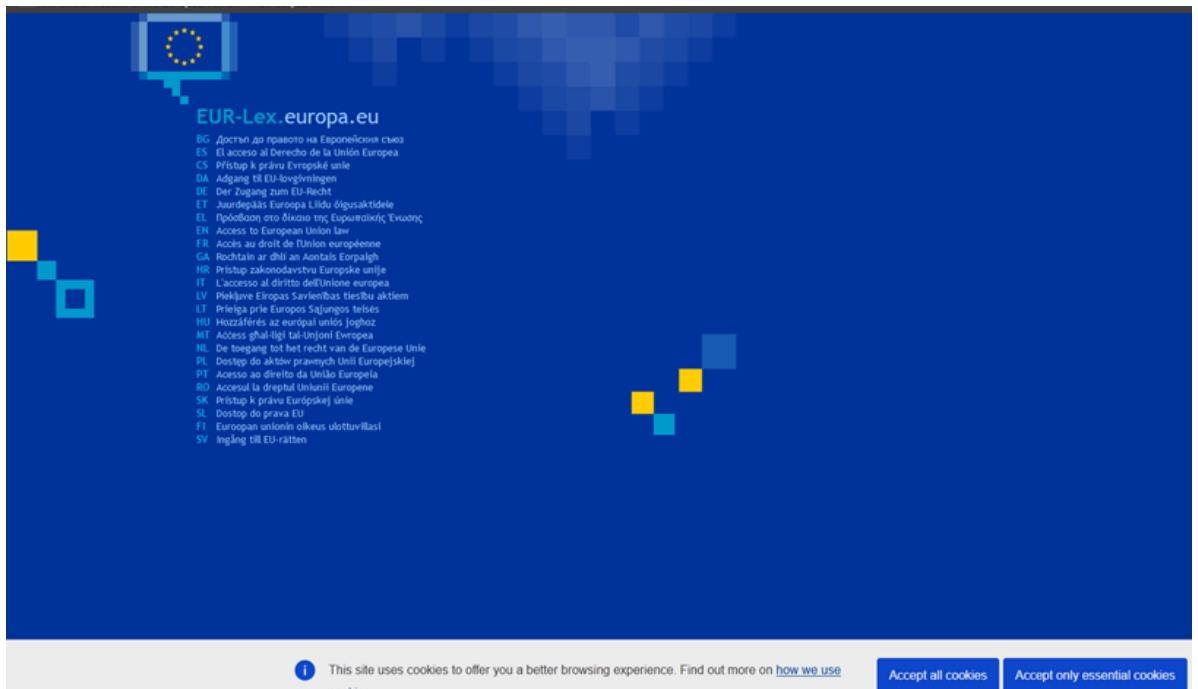 EUR-Lex.europa.eu
BG Достъп до правото на Европейския съюз
ES El acceso al Derecho de la Unión Europea
CS Přístup k právu Evropské unie
DA Adgang til EU-lovgivningen
DE Der Zugang zum EU-Recht
ET Juurdepääs Euroopa Liidu õigusaktidele
EL Πρόσβαση στο δίκαιο της Ευρωπαϊκής Ένωσης
EN Access to European Union law
FR Accès au droit de l'Union européenne
GA Rochtain ar dhlí an Aontais Eorpaigh
HR Pristup zakonodavstvu Europske unije
IT L'accesso al diritto dell'Unione europea
LV Piekļuve Eiropas Savienības tiesību aktiem
LT Prieiga prie Europos Sąjungos teisės
HU Hozzáférés az európai uniós joghoz
MT Aċċess għal-liġi tal-Unjoni Ewropea
NL De toegang tot het recht van de Europese Unie
PL Dostęp do aktów prawnych Unii Europejskiej
PT Acesso ao direito da União Europeia
RO Accesul la dreptul Uniunii Europene
SK Prístup k právu Európskej únie
SL Dostop do prava EU
FI Euroopan unionin oikeus ulottuvillasi
SV Ingång till EU-rätten
This site uses cookies to offer you a better browsing experience. Find out more on how we use
Accept all cookies
Accept only essential cookies